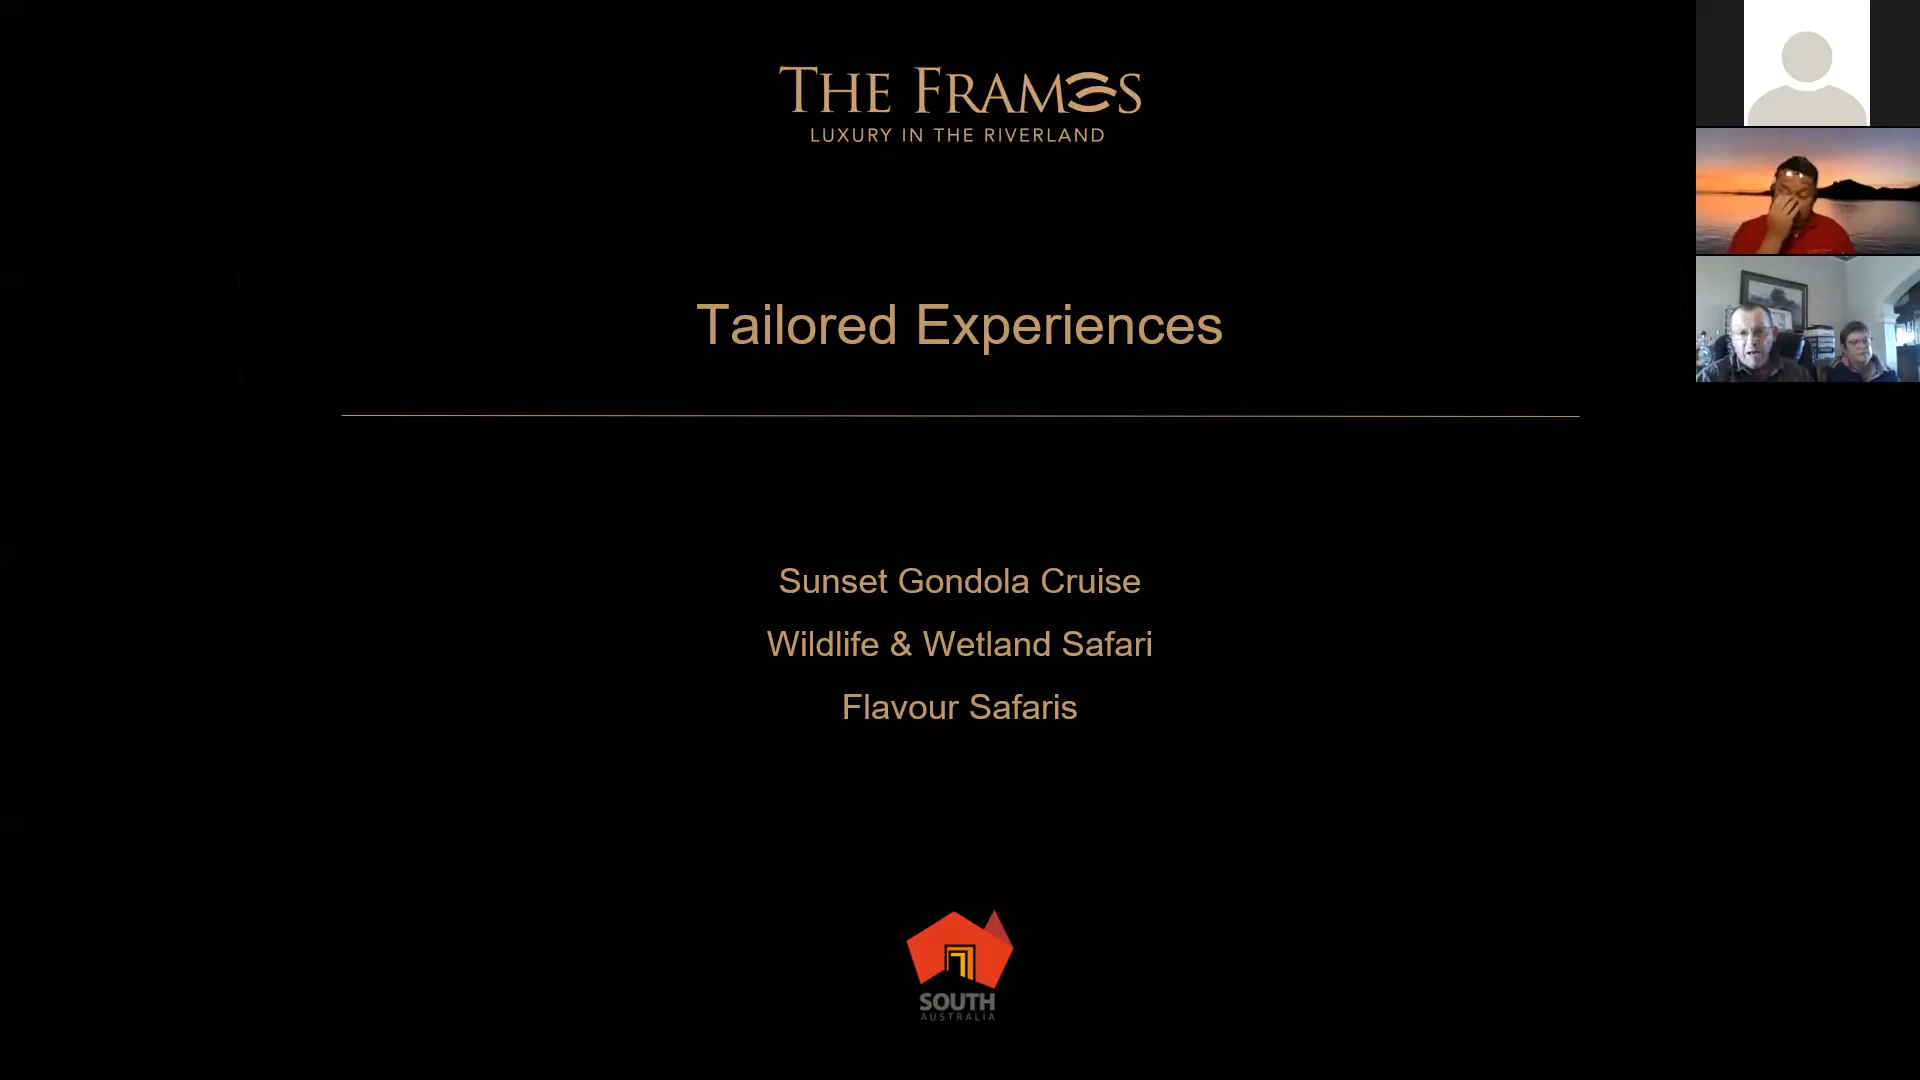 THE FRAMES
LUXURY IN THE RIVERLAND
Tailored Experiences
Sunset Gondola Cruise
Wildlife & Wetland Safari
Flavour Safaris
SOUTH
AUSTRALIA